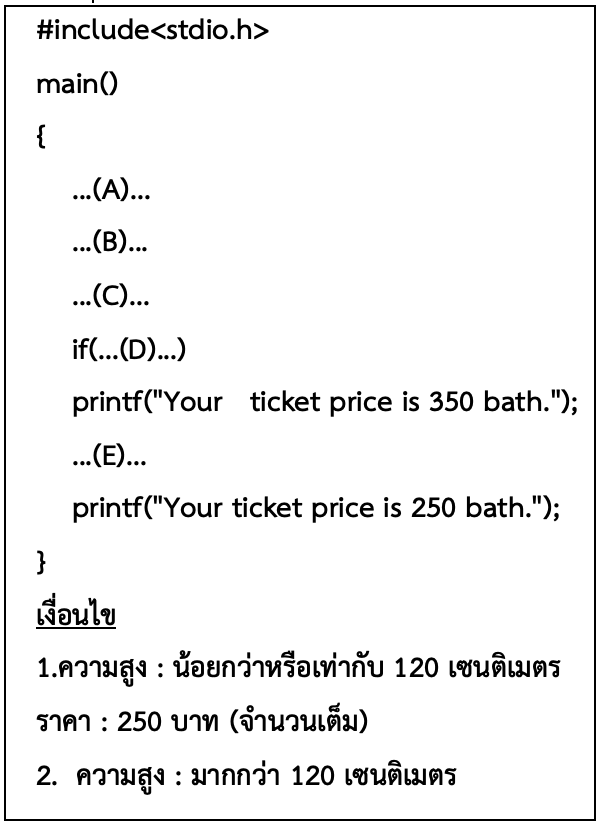 #include<stdio.h>
main()
{
...(A)...
...(B)...
...(C)...
if(...(D)...)
printf("Your   ticket price is 350 bath.");
...(E)...
printf("Your ticket price is 250 bath.");
}
เงื่อนไข
1.ความสูง : น้อยกว่าหรือเท่ากับ 120 เซนติเมตร
ราคา : 250 บาท (จำนวนเต็ม)
2.  ความสูง : มากกว่า 120 เซนติเมตร